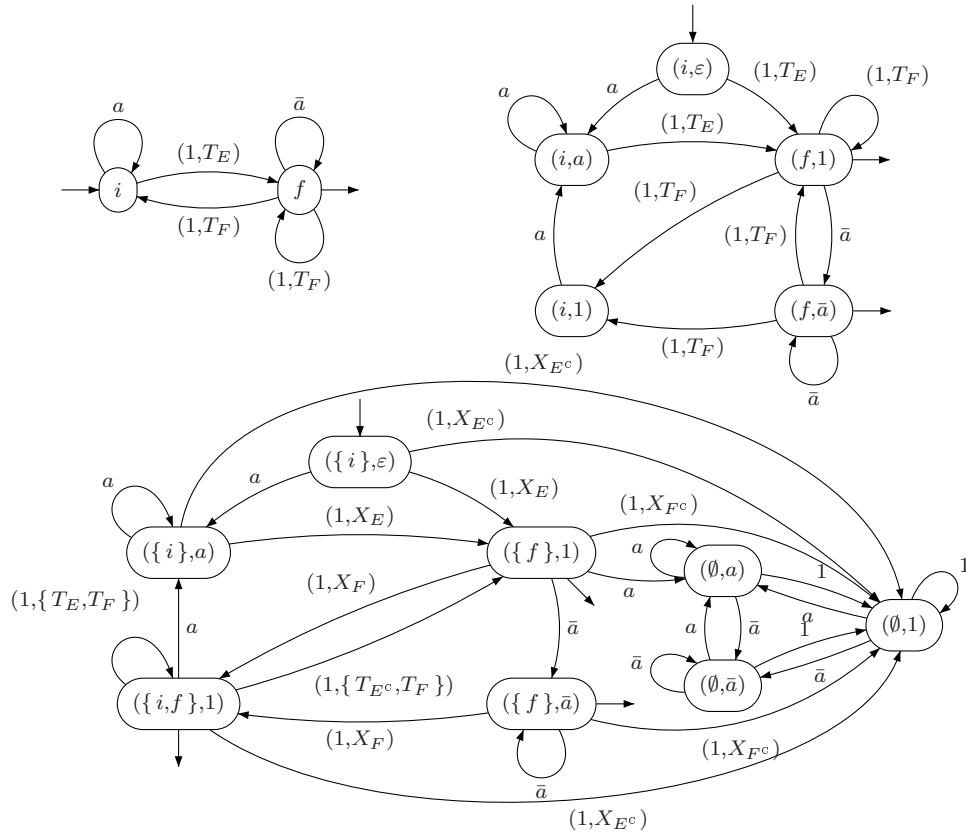 a
ā
(1,T_E)
i
f
(1,T_F)
(1,T_F)
(i,ε)
a
(1,T_E)
(1,T_F)
a
(1,T_E)
(i,a)
(f,1)
(1,T_F)
a
(1,T_F)
ā
(i,1)
(f,ā)
(1,T_F)
ā
(1,X_{E^c})
(1,X_{E^c})
({ i },ε)
a
(1,X_E)
a
(1,X_E)
(1,X_{F^c})
({ i },a)
({ f },1)
a
(∅,a)
1
1
(1,X_F)
a
a
(∅,1)
(1,{ T_E,T_F })
a
ā
a
ā
1
ā
ā
({ i,f },1)
(1,{ T_{E^c},T_F })
({ f },ā)
(∅,ā)
(1,X_F)
(1,X_{F^c})
ā
(1,X_{E^c})